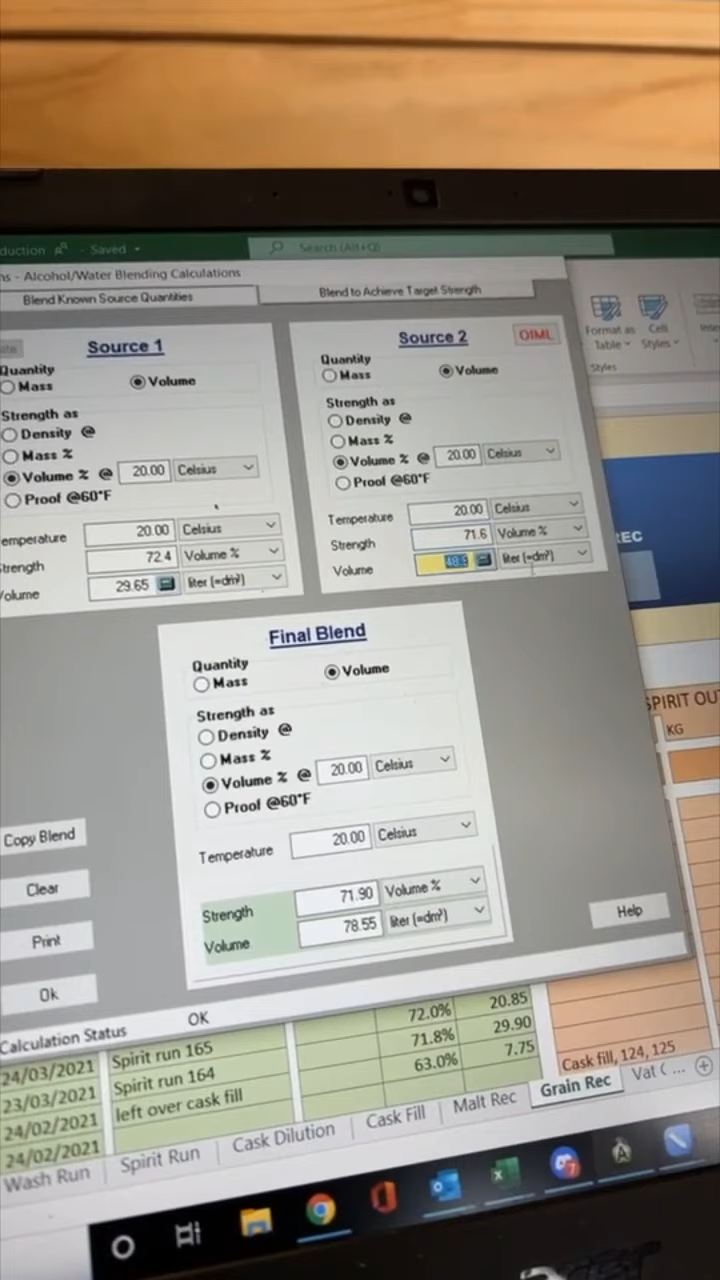 duction - Saved
Search (Alt+Q)
ns - Alcohol/Water Blending Calculations
Blend Known Source Quantities
Blend to Achieve Target Strength
Source 1
Quantity
Mass
Volume
Strength as
Density @
Mass %
Volume % @ 20.00 Celsius
Proof @60°F
emperature 20.00 Celsius
trength 72.4 Volume %
olume 29.65 liter (=dm³)
Source 2
OIML
Quantity
Mass
Volume
Strength as
Density @
Mass %
Volume % @ 20.00 Celsius
Proof @60°F
Temperature 20.00 Celsius
Strength 71.6 Volume %
Volume 48.9 liter (=dm³)
Format as
Table
Cell
Styles
Styles
REC
Final Blend
Quantity
Mass
Volume
Strength as
Density @
Mass %
Volume % @ 20.00 Celsius
Proof @60°F
Temperature 20.00 Celsius
Strength 71.90 Volume %
Volume 78.55 liter (=dm³)
Copy Blend
Clear
Print
Ok
Help
SPIRIT OU
KG
Calculation Status OK
24/03/2021 Spirit run 165 72.0% 20.85
23/03/2021 Spirit run 164 71.8% 29.90
24/02/2021 left over cask fill 63.0% 7.75
24/02/2021
Cask fill, 124, 125
Wash Run
Spirit Run
Cask Dilution
Cask Fill
Malt Rec
Grain Rec
Vat ( ...